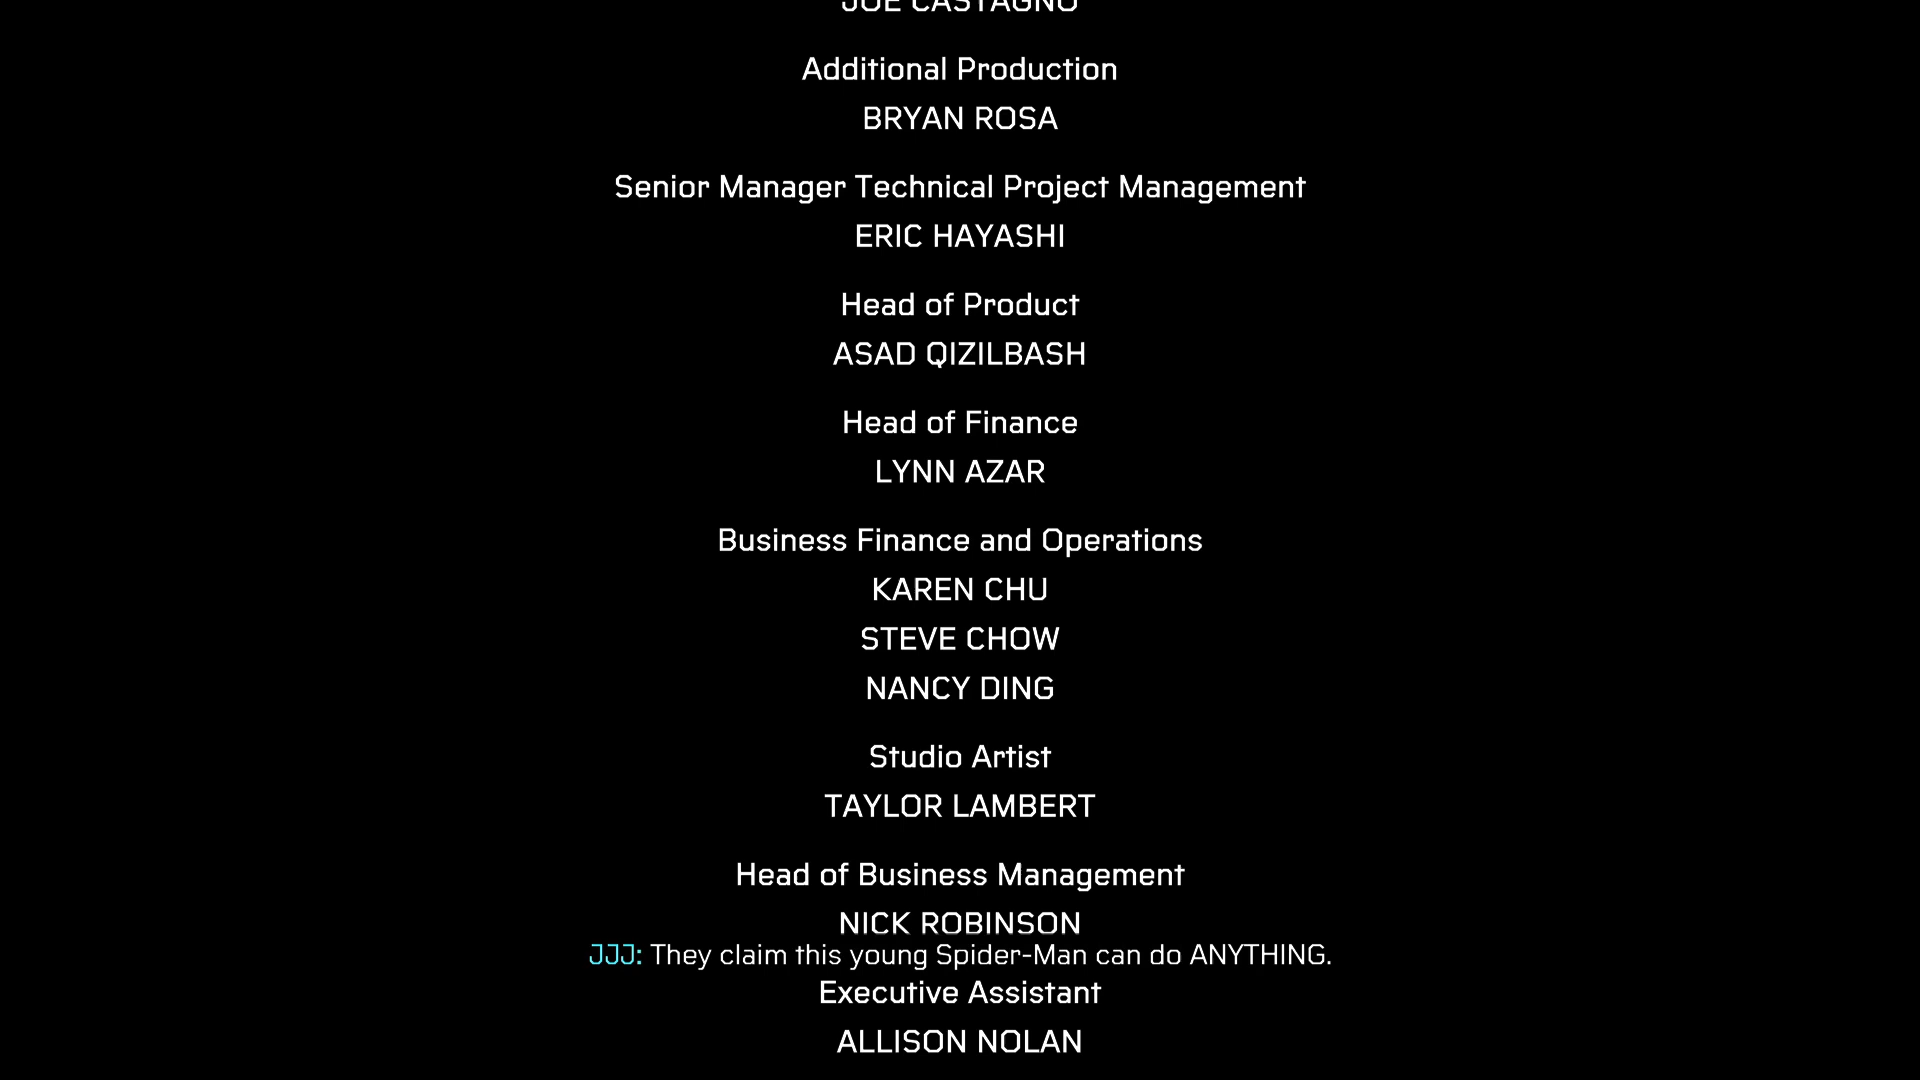 JOE CASTAGNO
Additional Production
BRYAN ROSA
Senior Manager Technical Project Management
ERIC HAYASHI
Head of Product
ASAD QIZILBASH
Head of Finance
LYNN AZAR
Business Finance and Operations
KAREN CHU
STEVE CHOW
NANCY DING
Studio Artist
TAYLOR LAMBERT
Head of Business Management
NICK ROBINSON
JJJ: They claim this young Spider-Man can do ANYTHING.
Executive Assistant
ALLISON NOLAN